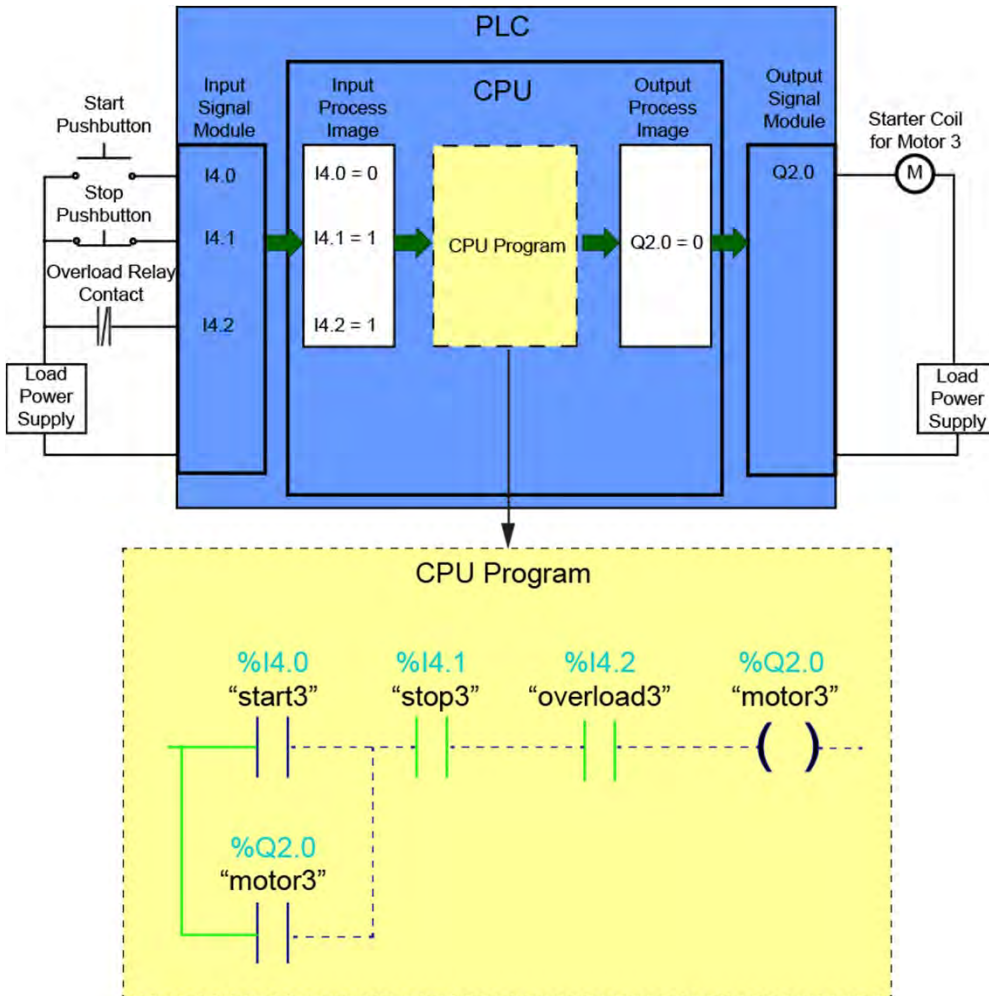 PLC
CPU
Input
Signal
Module
Input
Process
Image
Output
Process
Image
Output
Signal
Module
Start
Pushbutton
Stop
Pushbutton
Overload Relay
Contact
Load
Power
Supply
I4.0
I4.1
I4.2
I4.0 = 0
I4.1 = 1
I4.2 = 1
CPU Program
Q2.0 = 0
Q2.0
Starter Coil
for Motor 3
M
Load
Power
Supply
CPU Program
%I4.0
“start3”
%I4.1
“stop3”
%I4.2
“overload3”
%Q2.0
“motor3”
%Q2.0
“motor3”